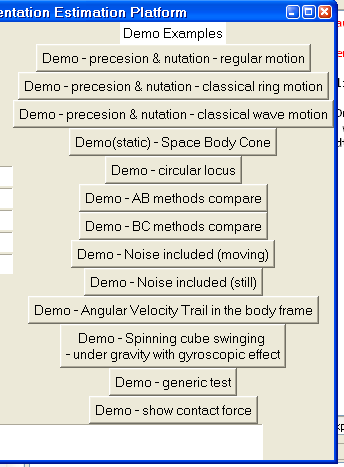 entation Estimation Platform
Demo Examples
Demo - precesion & nutation - regular motion
Demo - precesion & nutation - classical ring motion
Demo - precesion & nutation - classical wave motion
Demo(static) - Space Body Cone
Demo - circular locus
Demo - AB methods compare
Demo - BC methods compare
Demo - Noise included (moving)
Demo - Noise included (still)
Demo - Angular Velocity Trail in the body frame
Demo - Spinning cube swinging
- under gravity with gyroscopic effect
Demo - generic test
Demo - show contact force